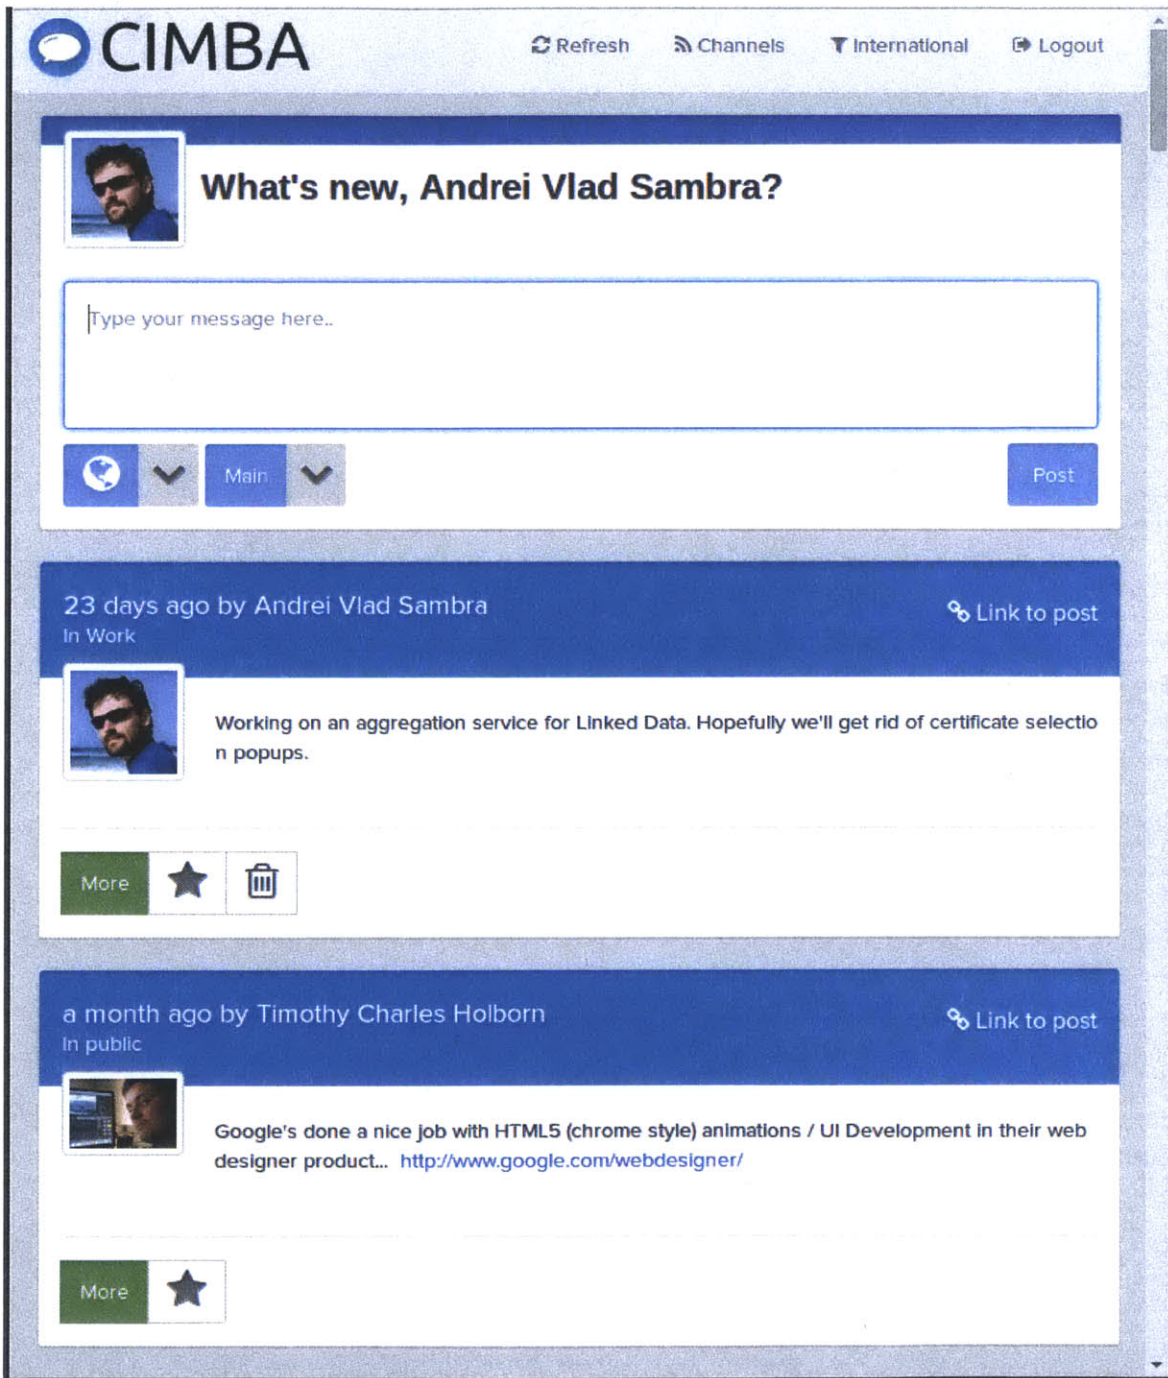 CIMBA
Refresh Channels International Logout
What's new, Andrei Vlad Sambra?
Type your message here..
Main Post
23 days ago by Andrei Vlad Sambra
Link to post
In Work
Working on an aggregation service for Linked Data. Hopefully we'll get rid of certificate selectio
n popups.
More
a month ago by Timothy Charles Holborn
Link to post
In public
Google's done a nice job with HTML5 (chrome style) animations / UI Development in their web
designer product... http://www.google.com/webdesigner/
More